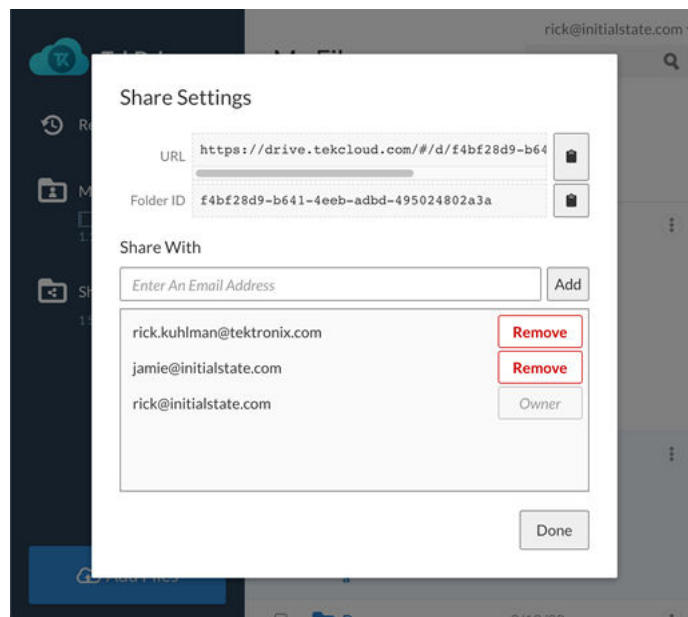 rick@initialstate.com
Share Settings
URL
https://drive.tekcloud.com/#/d/f4bf28d9-b64
Folder ID
f4bf28d9-b641-4eeb-adbd-495024802a3a
Share With
Enter An Email Address
Add
rick.kuhlman@tektronix.com
Remove
jamie@initialstate.com
Remove
rick@initialstate.com
Owner
Done
Add Files